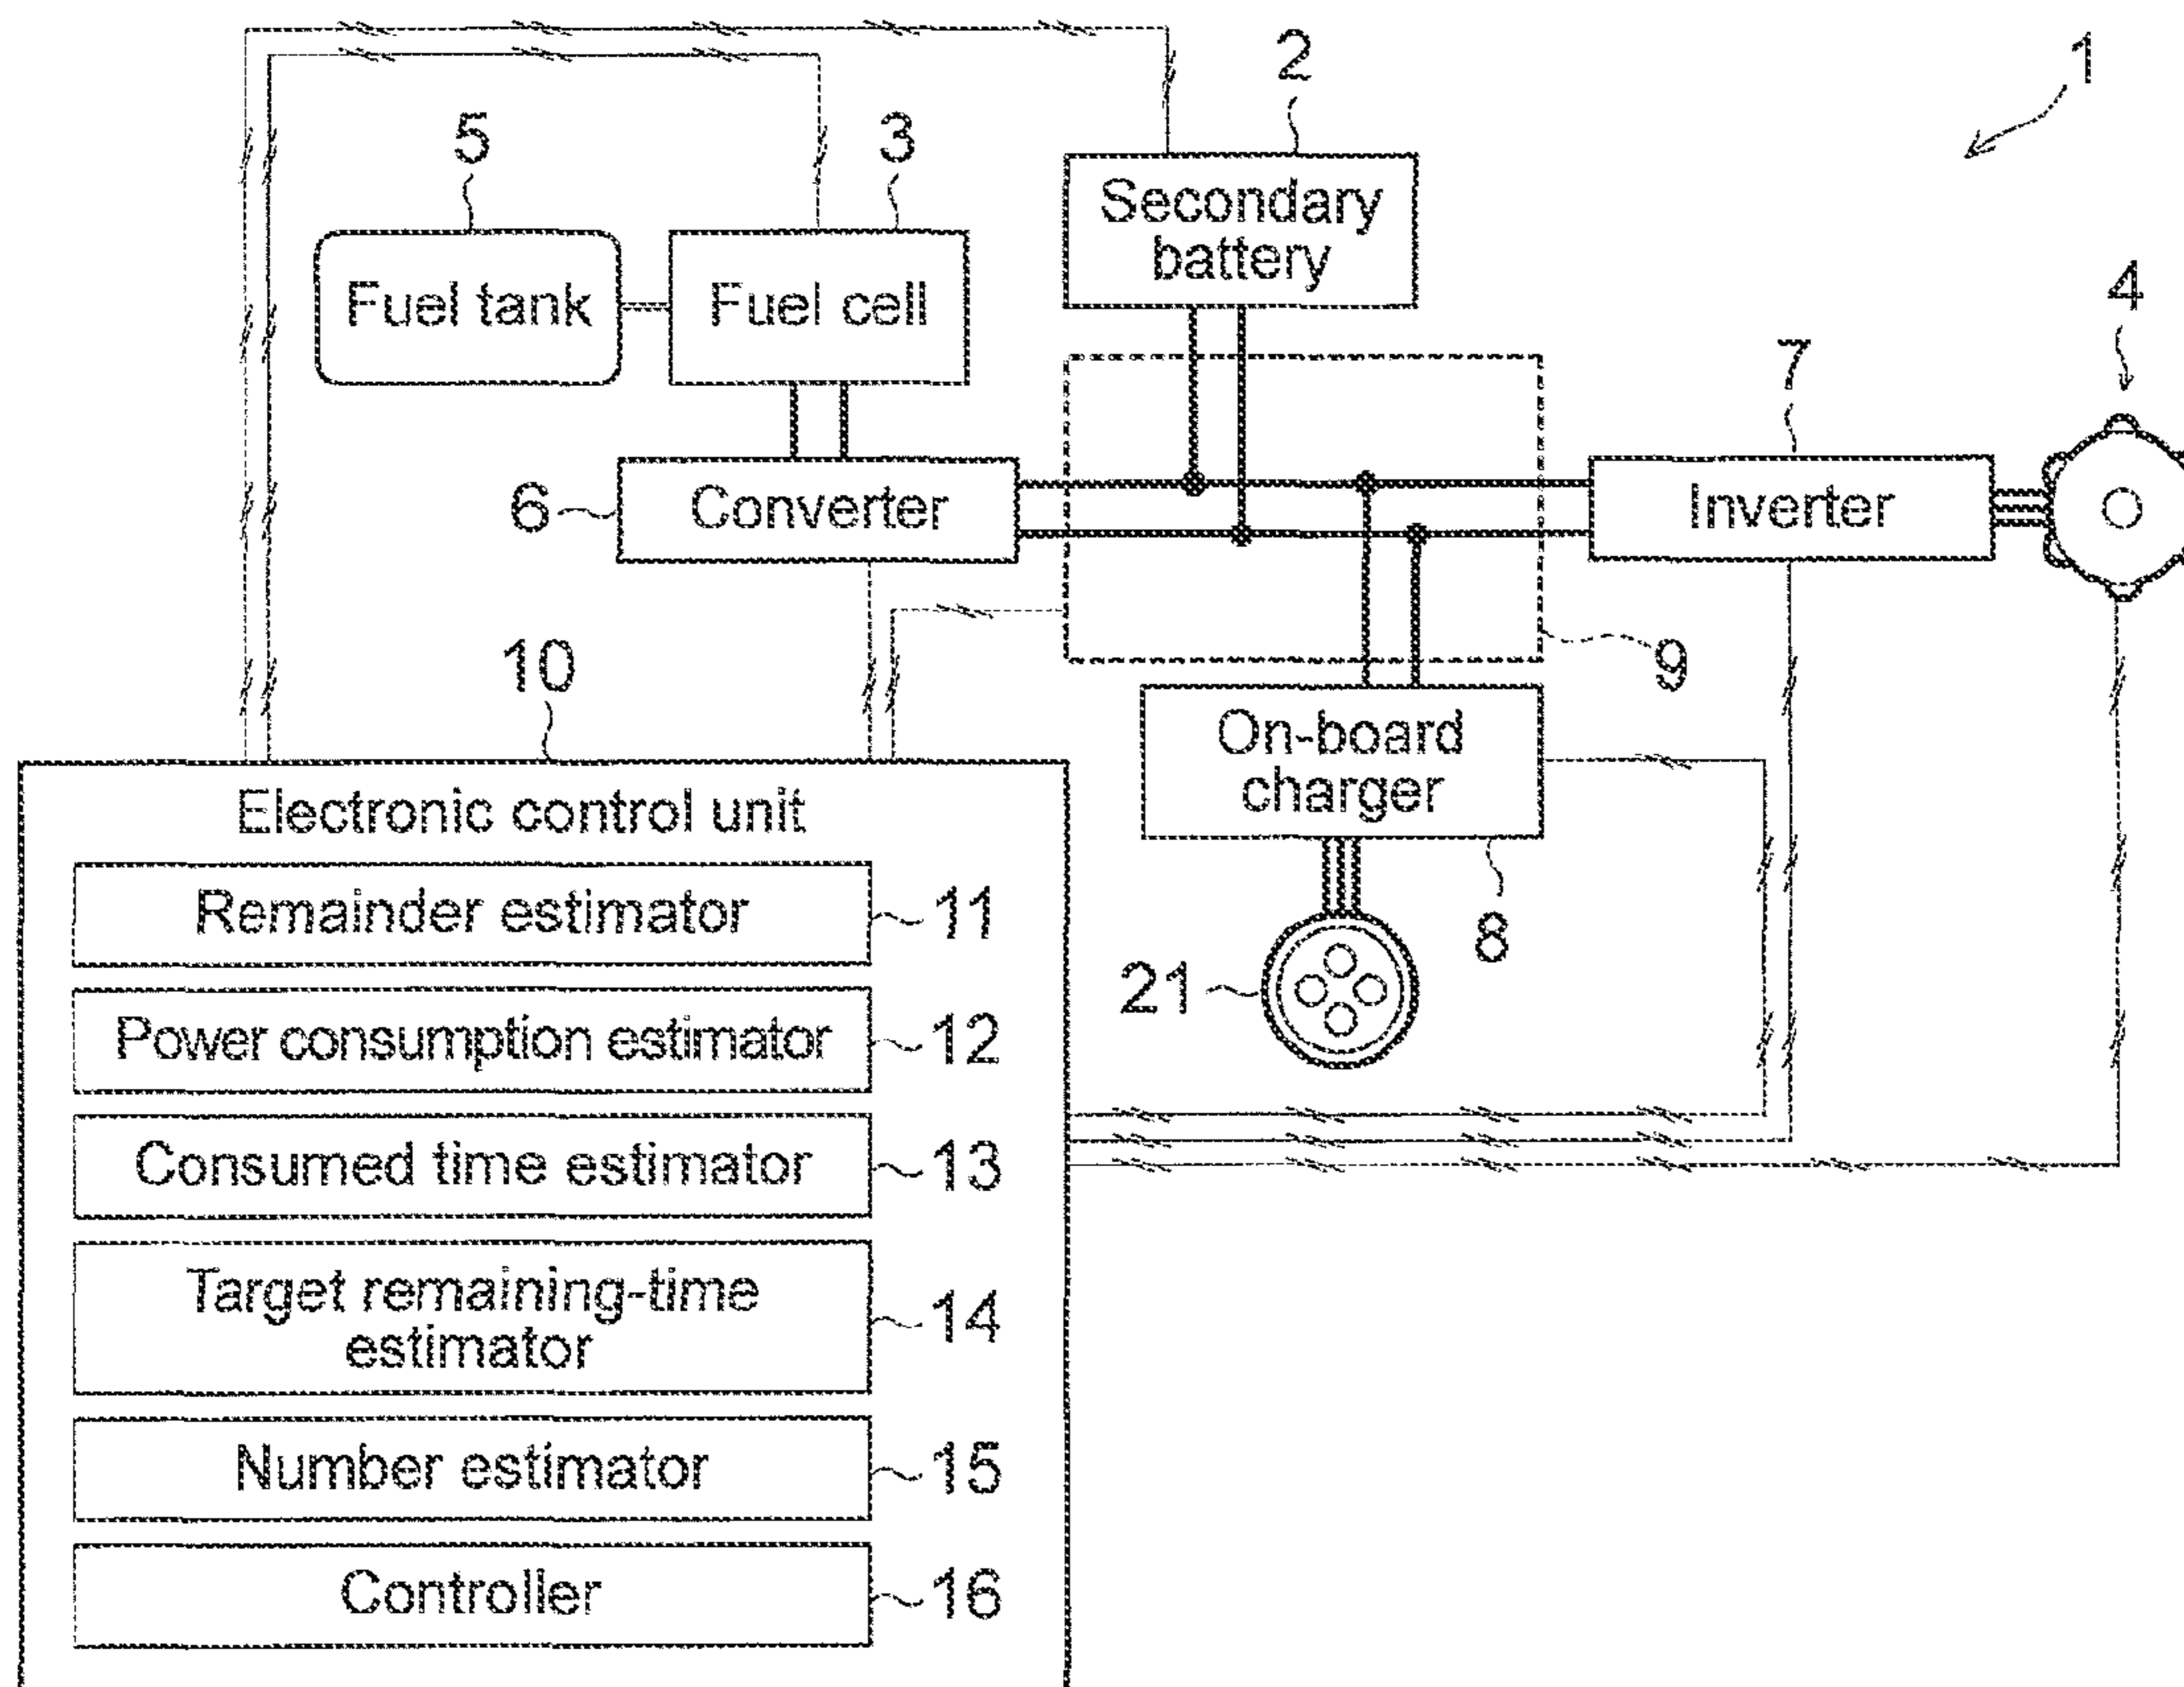 1
2
5
3
Secondary
battery
4
Fuel tank
Fuel cell
7
6
Converter
Inverter
9
10
On-board
charger
Electronic control unit
8
Remainder estimator
11
21
Power consumption estimator
12
Consumed time estimator
13
Target remaining-time
estimator
14
Number estimator
15
Controller
16